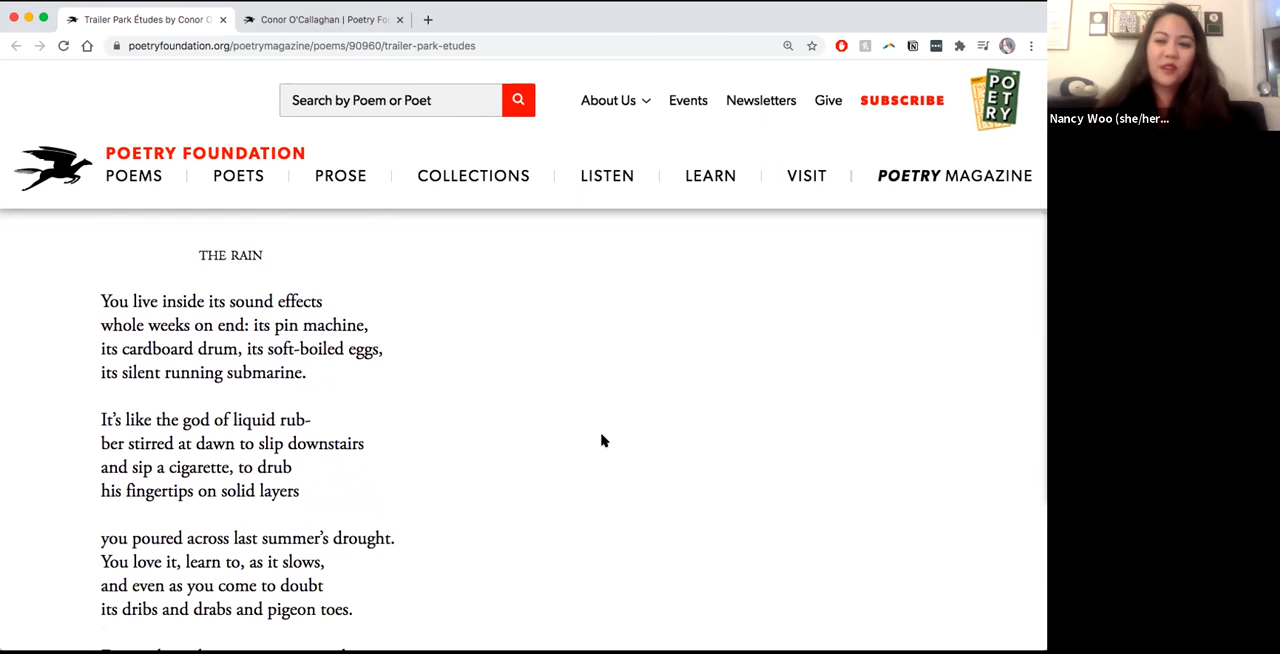 Trailer Park Études by Conor O
Conor O'Callaghan | Poetry Fo
poetryfoundation.org/poetrymagazine/poems/90960/trailer-park-etudes
Search by Poem or Poet
About Us
Events
Newsletters
Give
SUBSCRIBE
POETRY
POETRY FOUNDATION
POEMS
POETS
PROSE
COLLECTIONS
LISTEN
LEARN
VISIT
POETRY MAGAZINE
Nancy Woo (she/her...
THE RAIN
You live inside its sound effects
whole weeks on end: its pin machine,
its cardboard drum, its soft-boiled eggs,
its silent running submarine.
It’s like the god of liquid rub-
ber stirred at dawn to slip downstairs
and sip a cigarette, to drub
his fingertips on solid layers
you poured across last summer’s drought.
You love it, learn to, as it slows,
and even as you come to doubt
its dribs and drabs and pigeon toes.